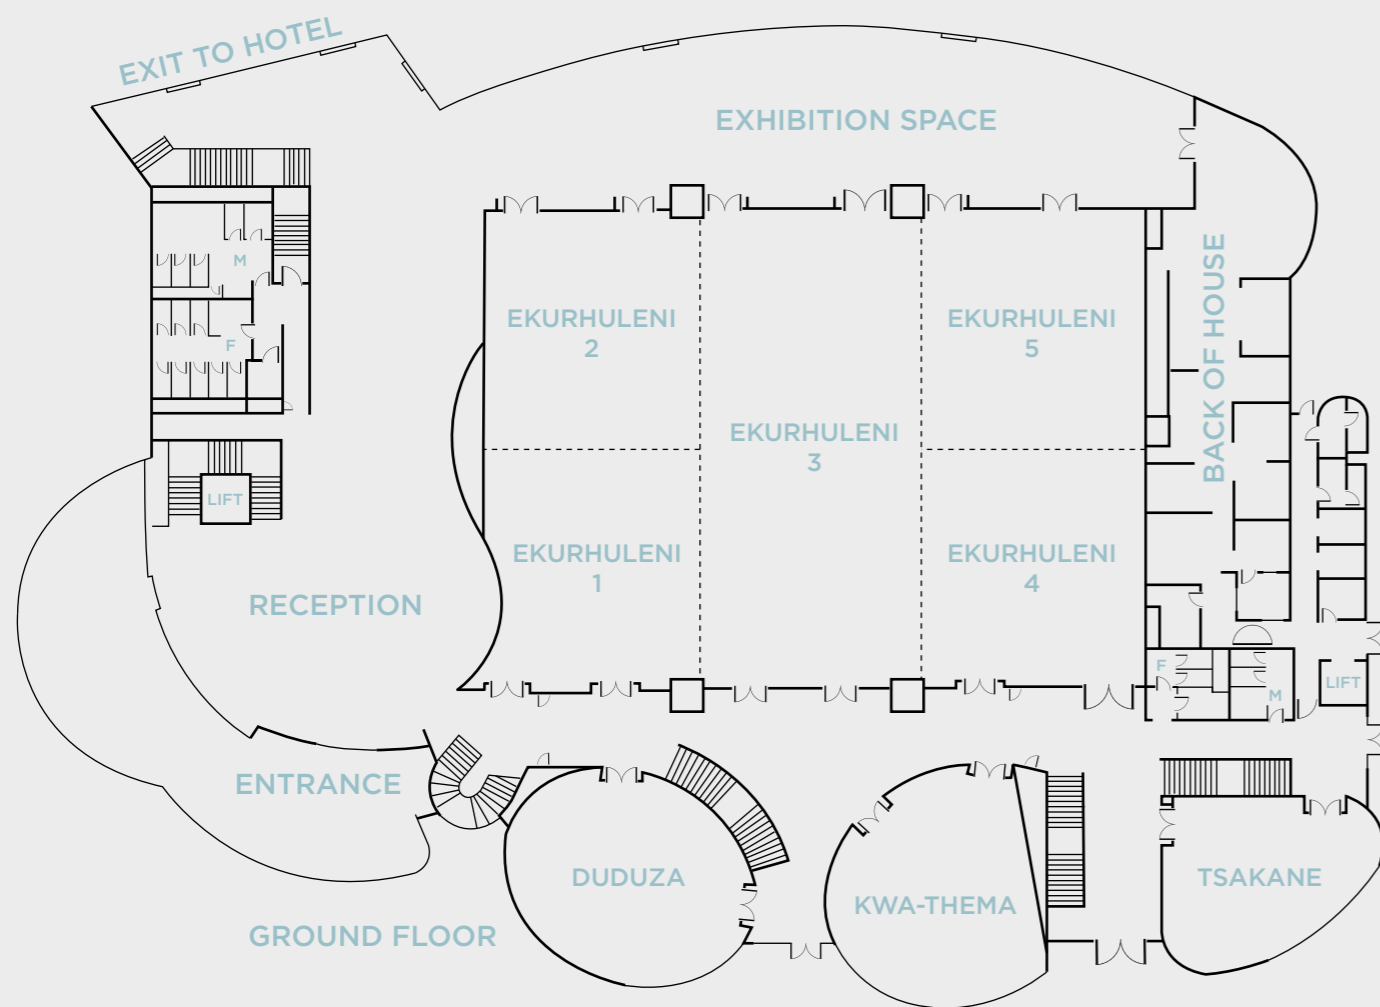 EXIT TO HOTEL
EXHIBITION SPACE
M
F
EKURHULENI
2
EKURHULENI
5
BACK OF HOUSE
EKURHULENI
3
LIFT
EKURHULENI
1
EKURHULENI
4
RECEPTION
F
M
LIFT
ENTRANCE
DUDUZA
KWA-THEMA
TSAKANE
GROUND FLOOR